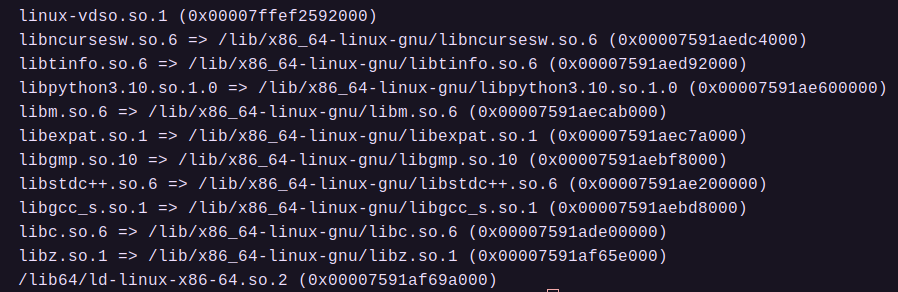 linux-vdso.so.1 (0x00007ffef2592000)
libncursesw.so.6 => /lib/x86_64-linux-gnu/libncursesw.so.6 (0x00007591aedc4000)
libtinfo.so.6 => /lib/x86_64-linux-gnu/libtinfo.so.6 (0x00007591aed92000)
libpython3.10.so.1.0 => /lib/x86_64-linux-gnu/libpython3.10.so.1.0 (0x00007591ae600000)
libm.so.6 => /lib/x86_64-linux-gnu/libm.so.6 (0x00007591aecab000)
libexpat.so.1 => /lib/x86_64-linux-gnu/libexpat.so.1 (0x00007591aec7a000)
libgmp.so.10 => /lib/x86_64-linux-gnu/libgmp.so.10 (0x00007591aebf8000)
libstdc++.so.6 => /lib/x86_64-linux-gnu/libstdc++.so.6 (0x00007591ae200000)
libgcc_s.so.1 => /lib/x86_64-linux-gnu/libgcc_s.so.1 (0x00007591aebd8000)
libc.so.6 => /lib/x86_64-linux-gnu/libc.so.6 (0x00007591ade00000)
libz.so.1 => /lib/x86_64-linux-gnu/libz.so.1 (0x00007591af65e000)
/lib64/ld-linux-x86-64.so.2 (0x00007591af69a000)